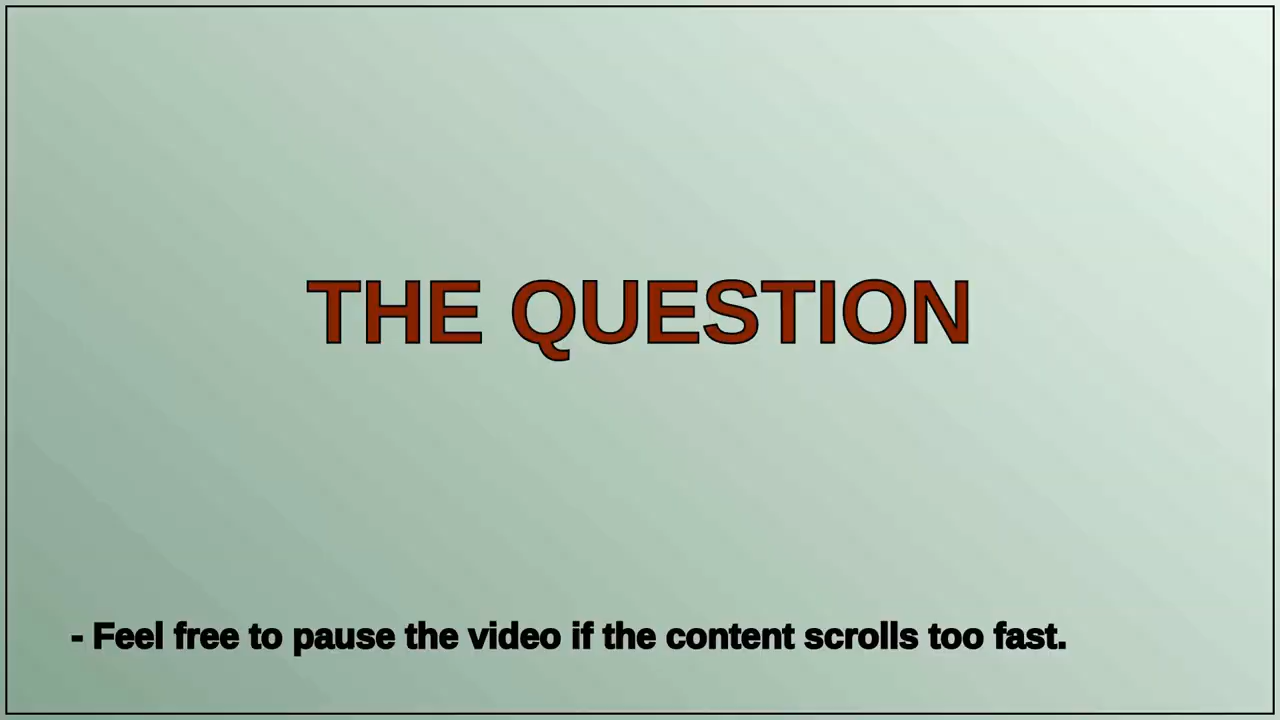 THE QUESTION
- Feel free to pause the video if the content scrolls too fast.